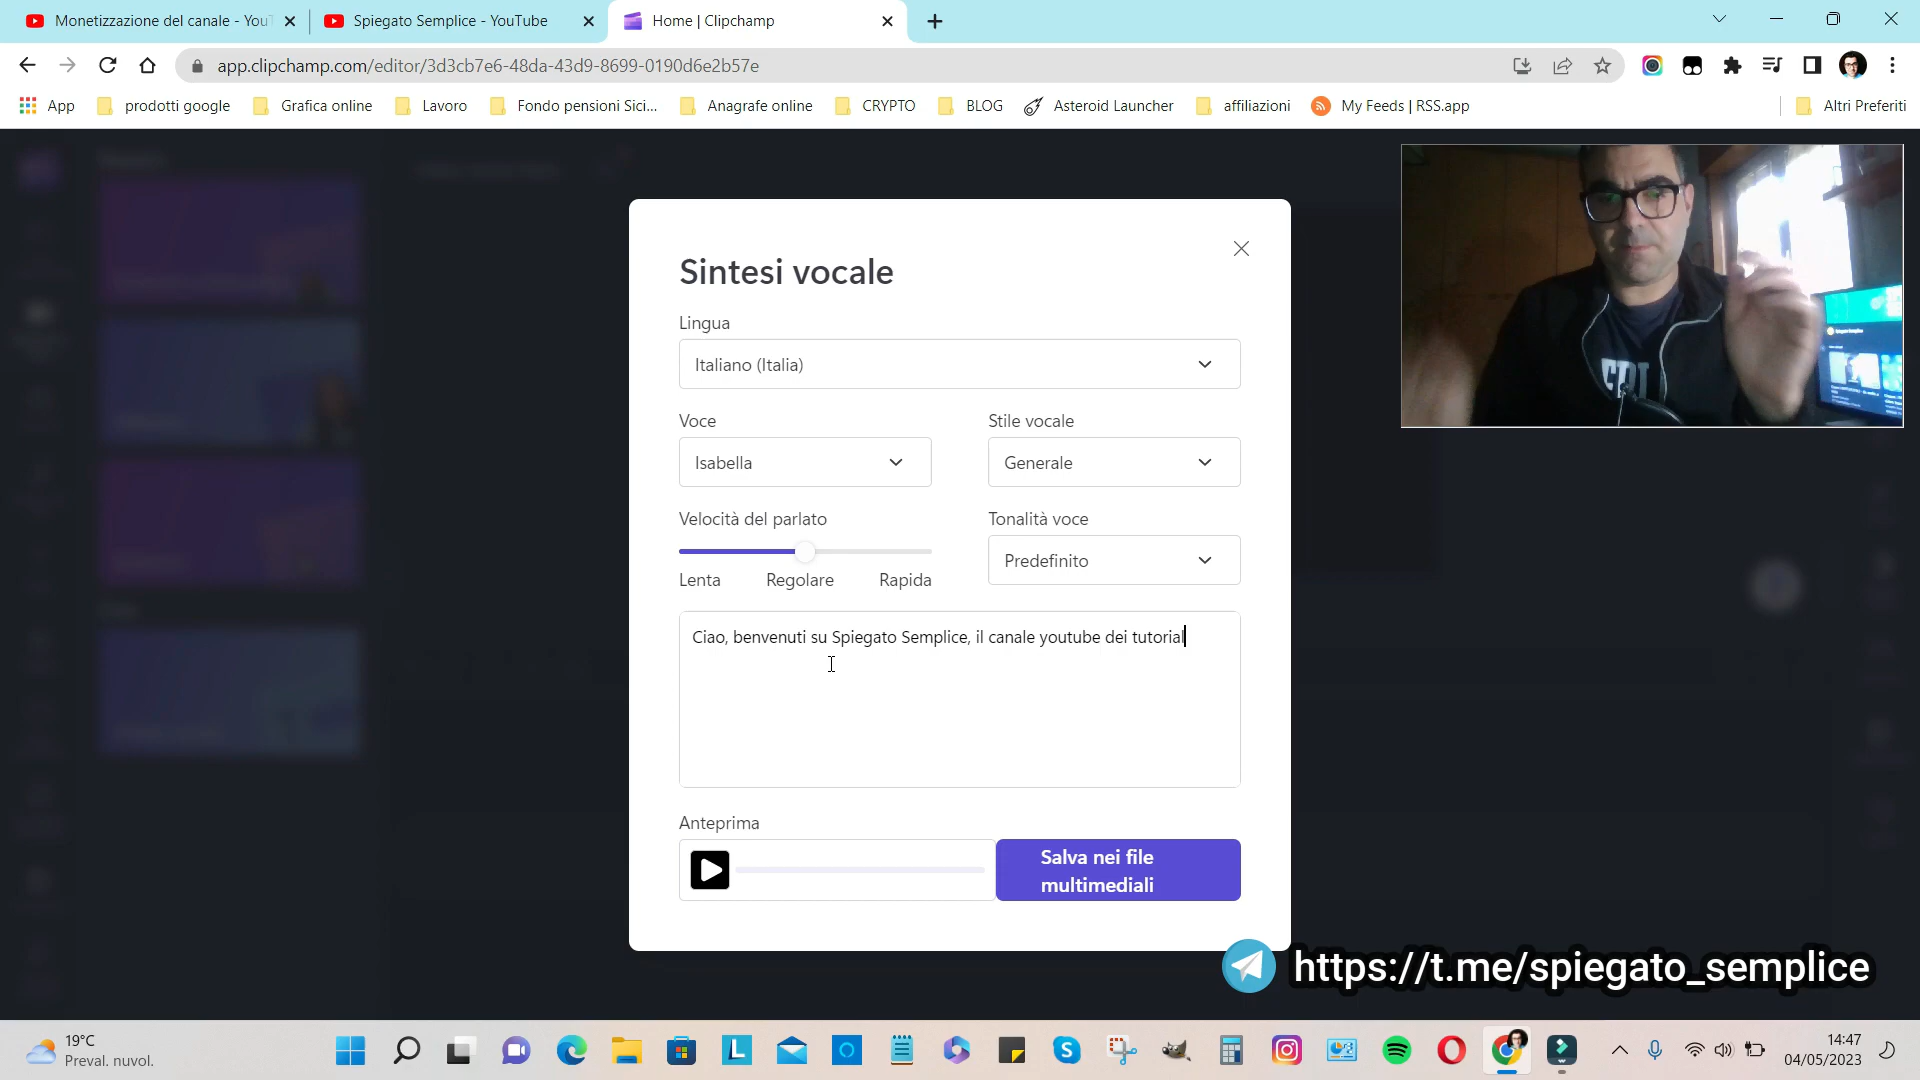 Monetizzazione del canale - You
Spiegato Semplice - YouTube
Home | Clipchamp
app.clipchamp.com/editor/3d3cb7e6-48da-43d9-8699-0190d6e2b57e
App
prodotti google
Grafica online
Lavoro
Fondo pensioni Sici...
Anagrafe online
CRYPTO
BLOG
Asteroid Launcher
affiliazioni
My Feeds | RSS.app
Altri Preferiti
Sintesi vocale
Lingua
Italiano (Italia)
Voce
Stile vocale
Isabella
Generale
Velocità del parlato
Tonalità voce
Predefinito
Lenta
Regolare
Rapida
Ciao, benvenuti su Spiegato Semplice, il canale youtube dei tutorial
Anteprima
Salva nei file
multimediali
https://t.me/spiegato_semplice
19°C
Preval. nuvol.
14:47
04/05/2023